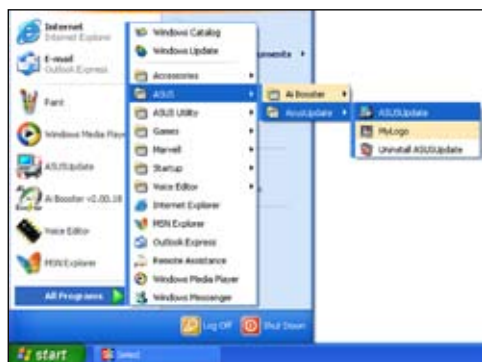 Internet
Internet Explorer
E-mail
Outlook Express
Paint
Windows Media Player
ASUSUpdate
Ai Booster v2.00.18
Voice Editor
MSN Explorer
All Programs
Windows Catalog
Windows Update
Accessories
ASUS
ASUS Utility
Games
Marvell
Startup
Voice Editor
Internet Explorer
MSN Explorer
Outlook Express
Remote Assistance
Windows Media Player
Windows Messenger
Ai Booster
AsusUpdate
ASUSUpdate
MyLogo
Uninstall ASUSUpdate
Log Off
Shut Down
start